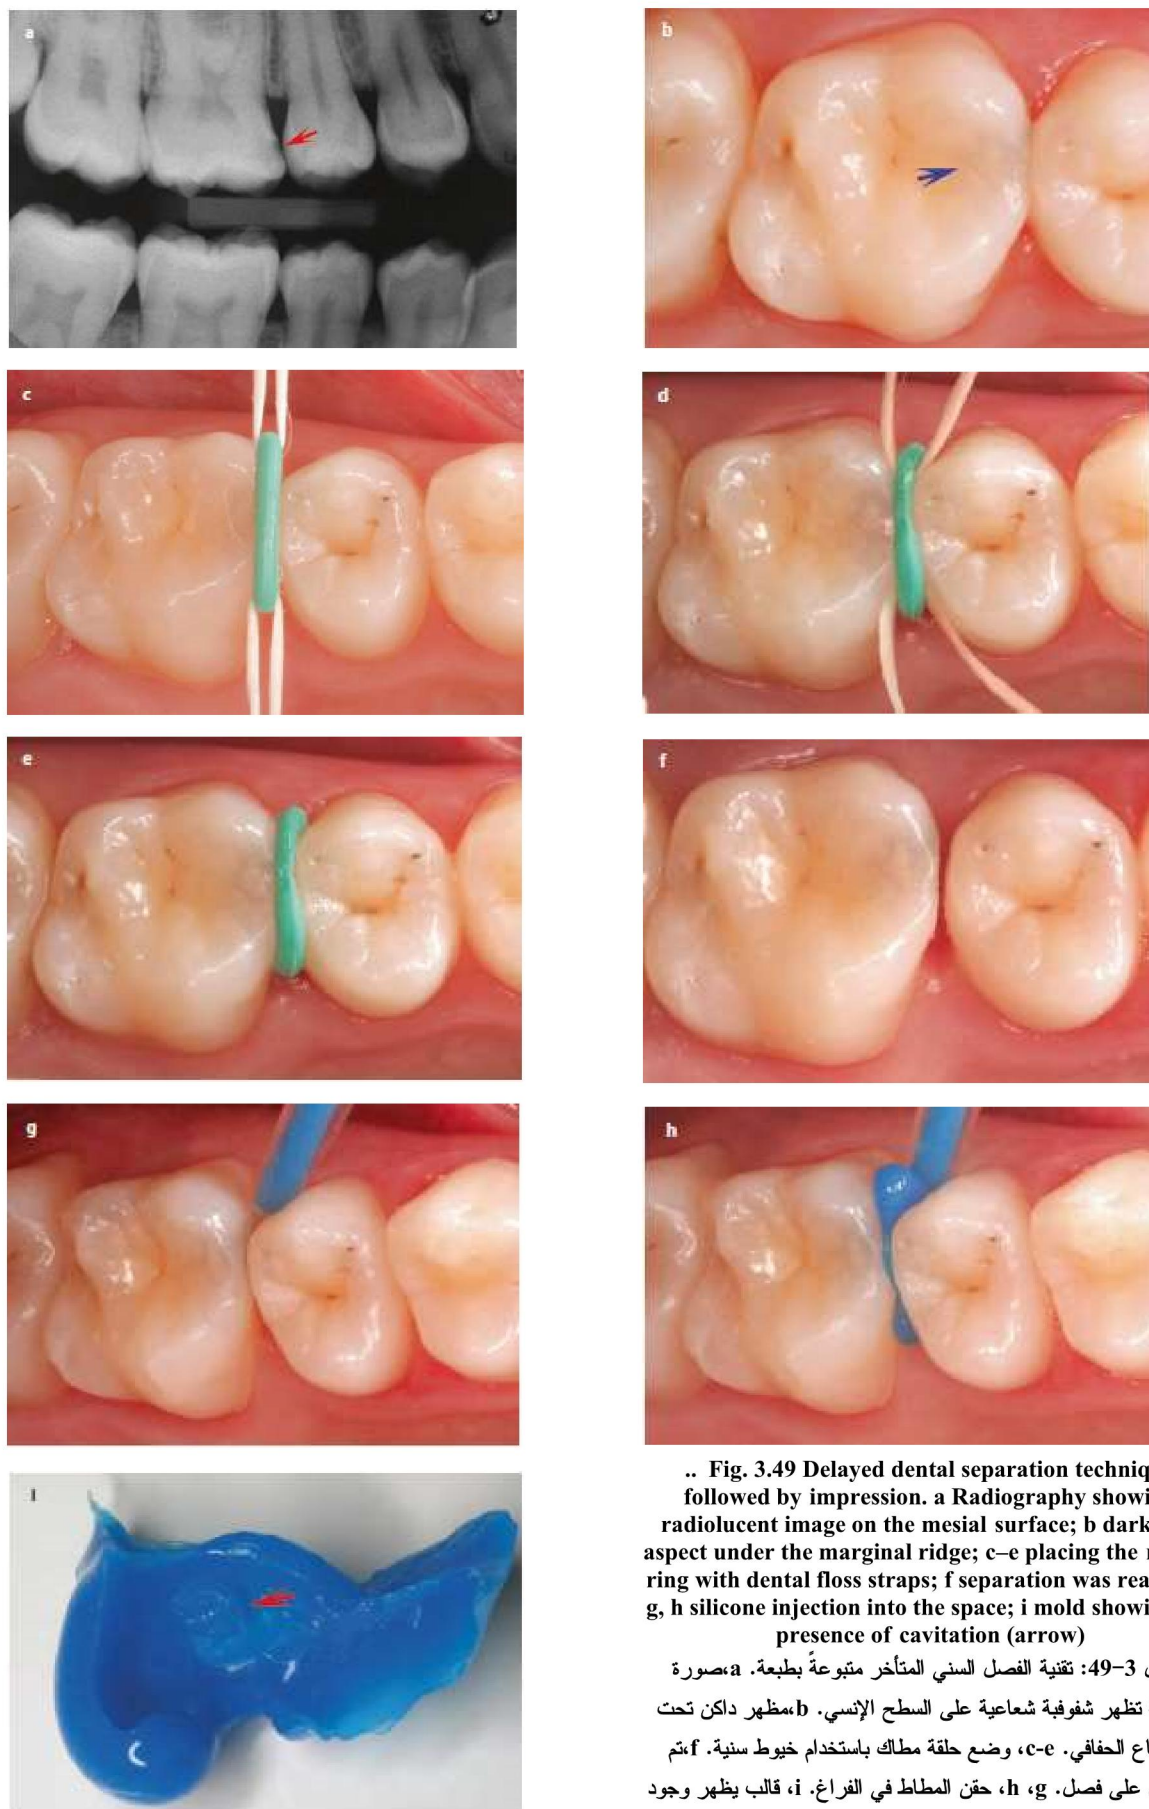 a
b
c
d
e
f
g
h
i
.. Fig. 3.49 Delayed dental separation techniq
followed by impression. a Radiography showi
radiolucent image on the mesial surface; b dark
aspect under the marginal ridge; c–e placing the
ring with dental floss straps; f separation was rea
g, h silicone injection into the space; i mold showi
presence of cavitation (arrow)
3–49: تقنية الفصل السني المتأخر متبوعةً بطبعة. a،صورة
تظهر شفوفية شعاعية على السطح الإنسي. b،مظهر داكن تحت
اع الحفافي. c-e، وضع حلقة مطاك باستخدام خيوط سنية. f،تم
على فصل. h ،g، حقن المطاط في الفراغ. i، قالب يظهر وجود